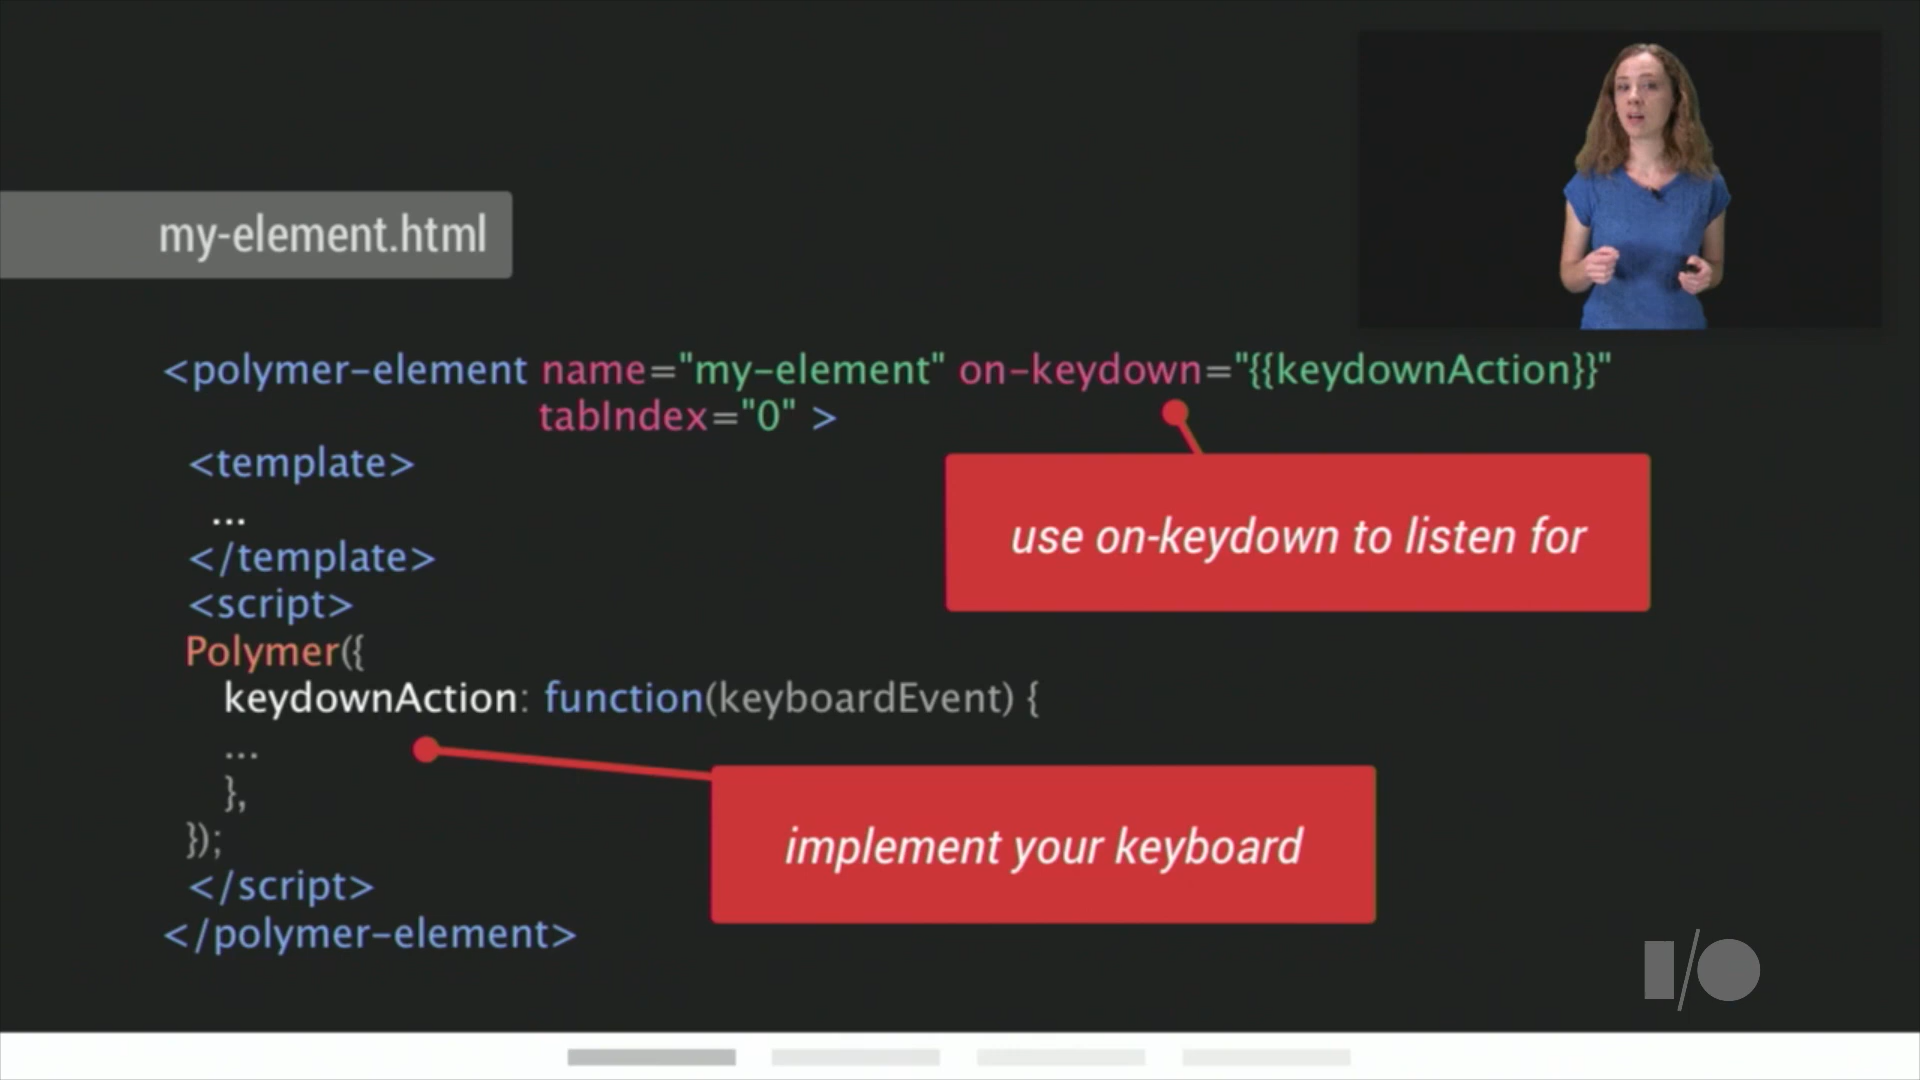 my-element.html
<polymer-element name="my-element" on-keydown="{{keydownAction}}"
tabIndex="0" >
<template>
...
</template>
use on-keydown to listen for
<script>
Polymer({
keydownAction: function(keyboardEvent) {
...
},
implement your keyboard
});
</script>
</polymer-element>
I/O